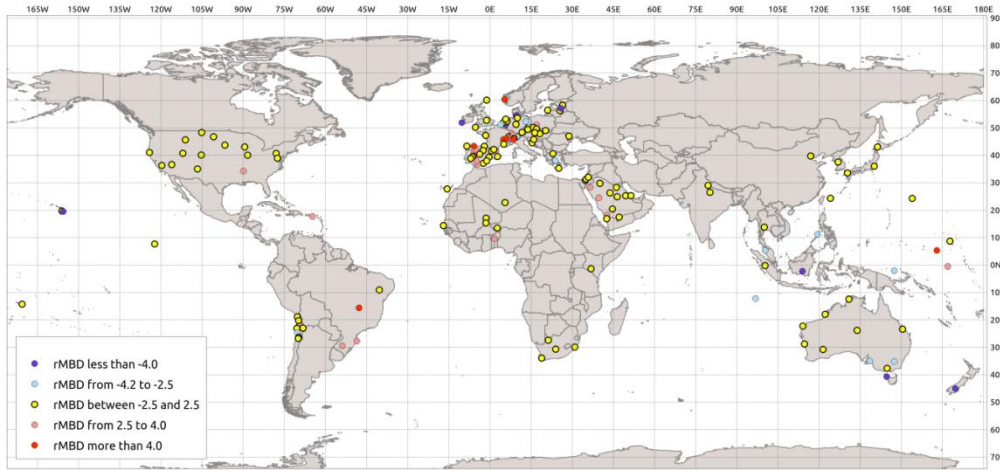 165W 150W 135W 120W 105W 90W 75W 60W 45W 30W 15W 0E 15E 30E 45E 60E 75E 90E 105E 120E 135E 150E 165E 180E
90
80
70
60
50
40
30
20
10
0N
10
20
30
40
50
60
70
rMBD less than -4.0
rMBD from -4.2 to -2.5
rMBD between -2.5 and 2.5
rMBD from 2.5 to 4.0
rMBD more than 4.0